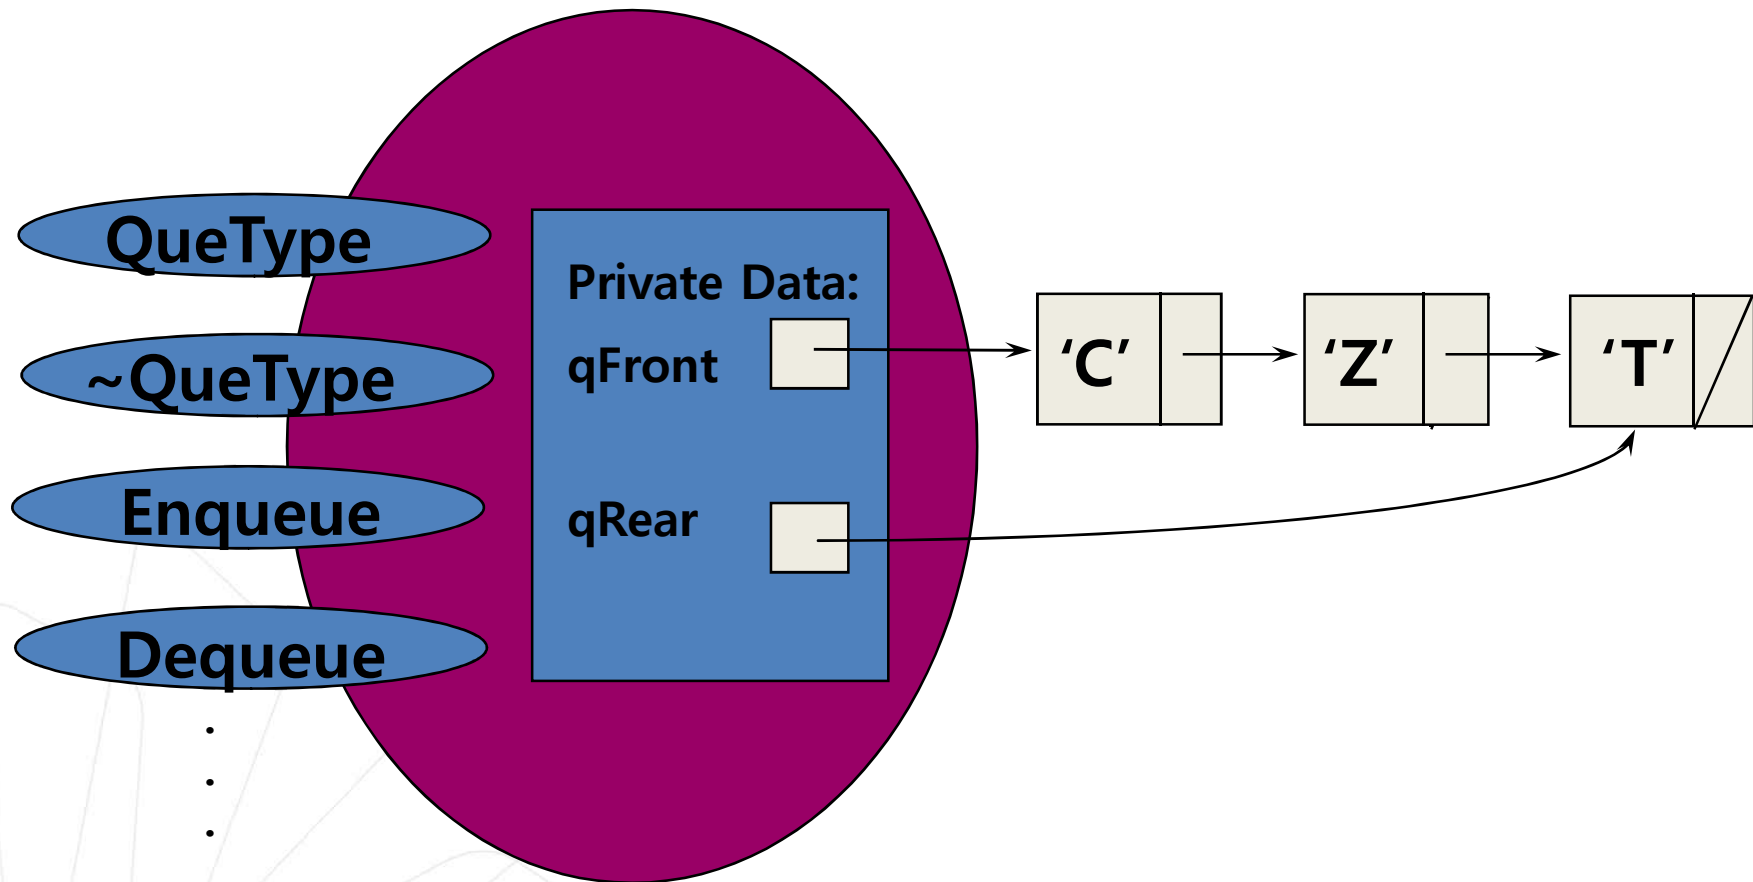 QueType
~QueType
Enqueue
Dequeue
.
.
.
Private Data:
qFront
qRear
‘C’
‘Z’
‘T’